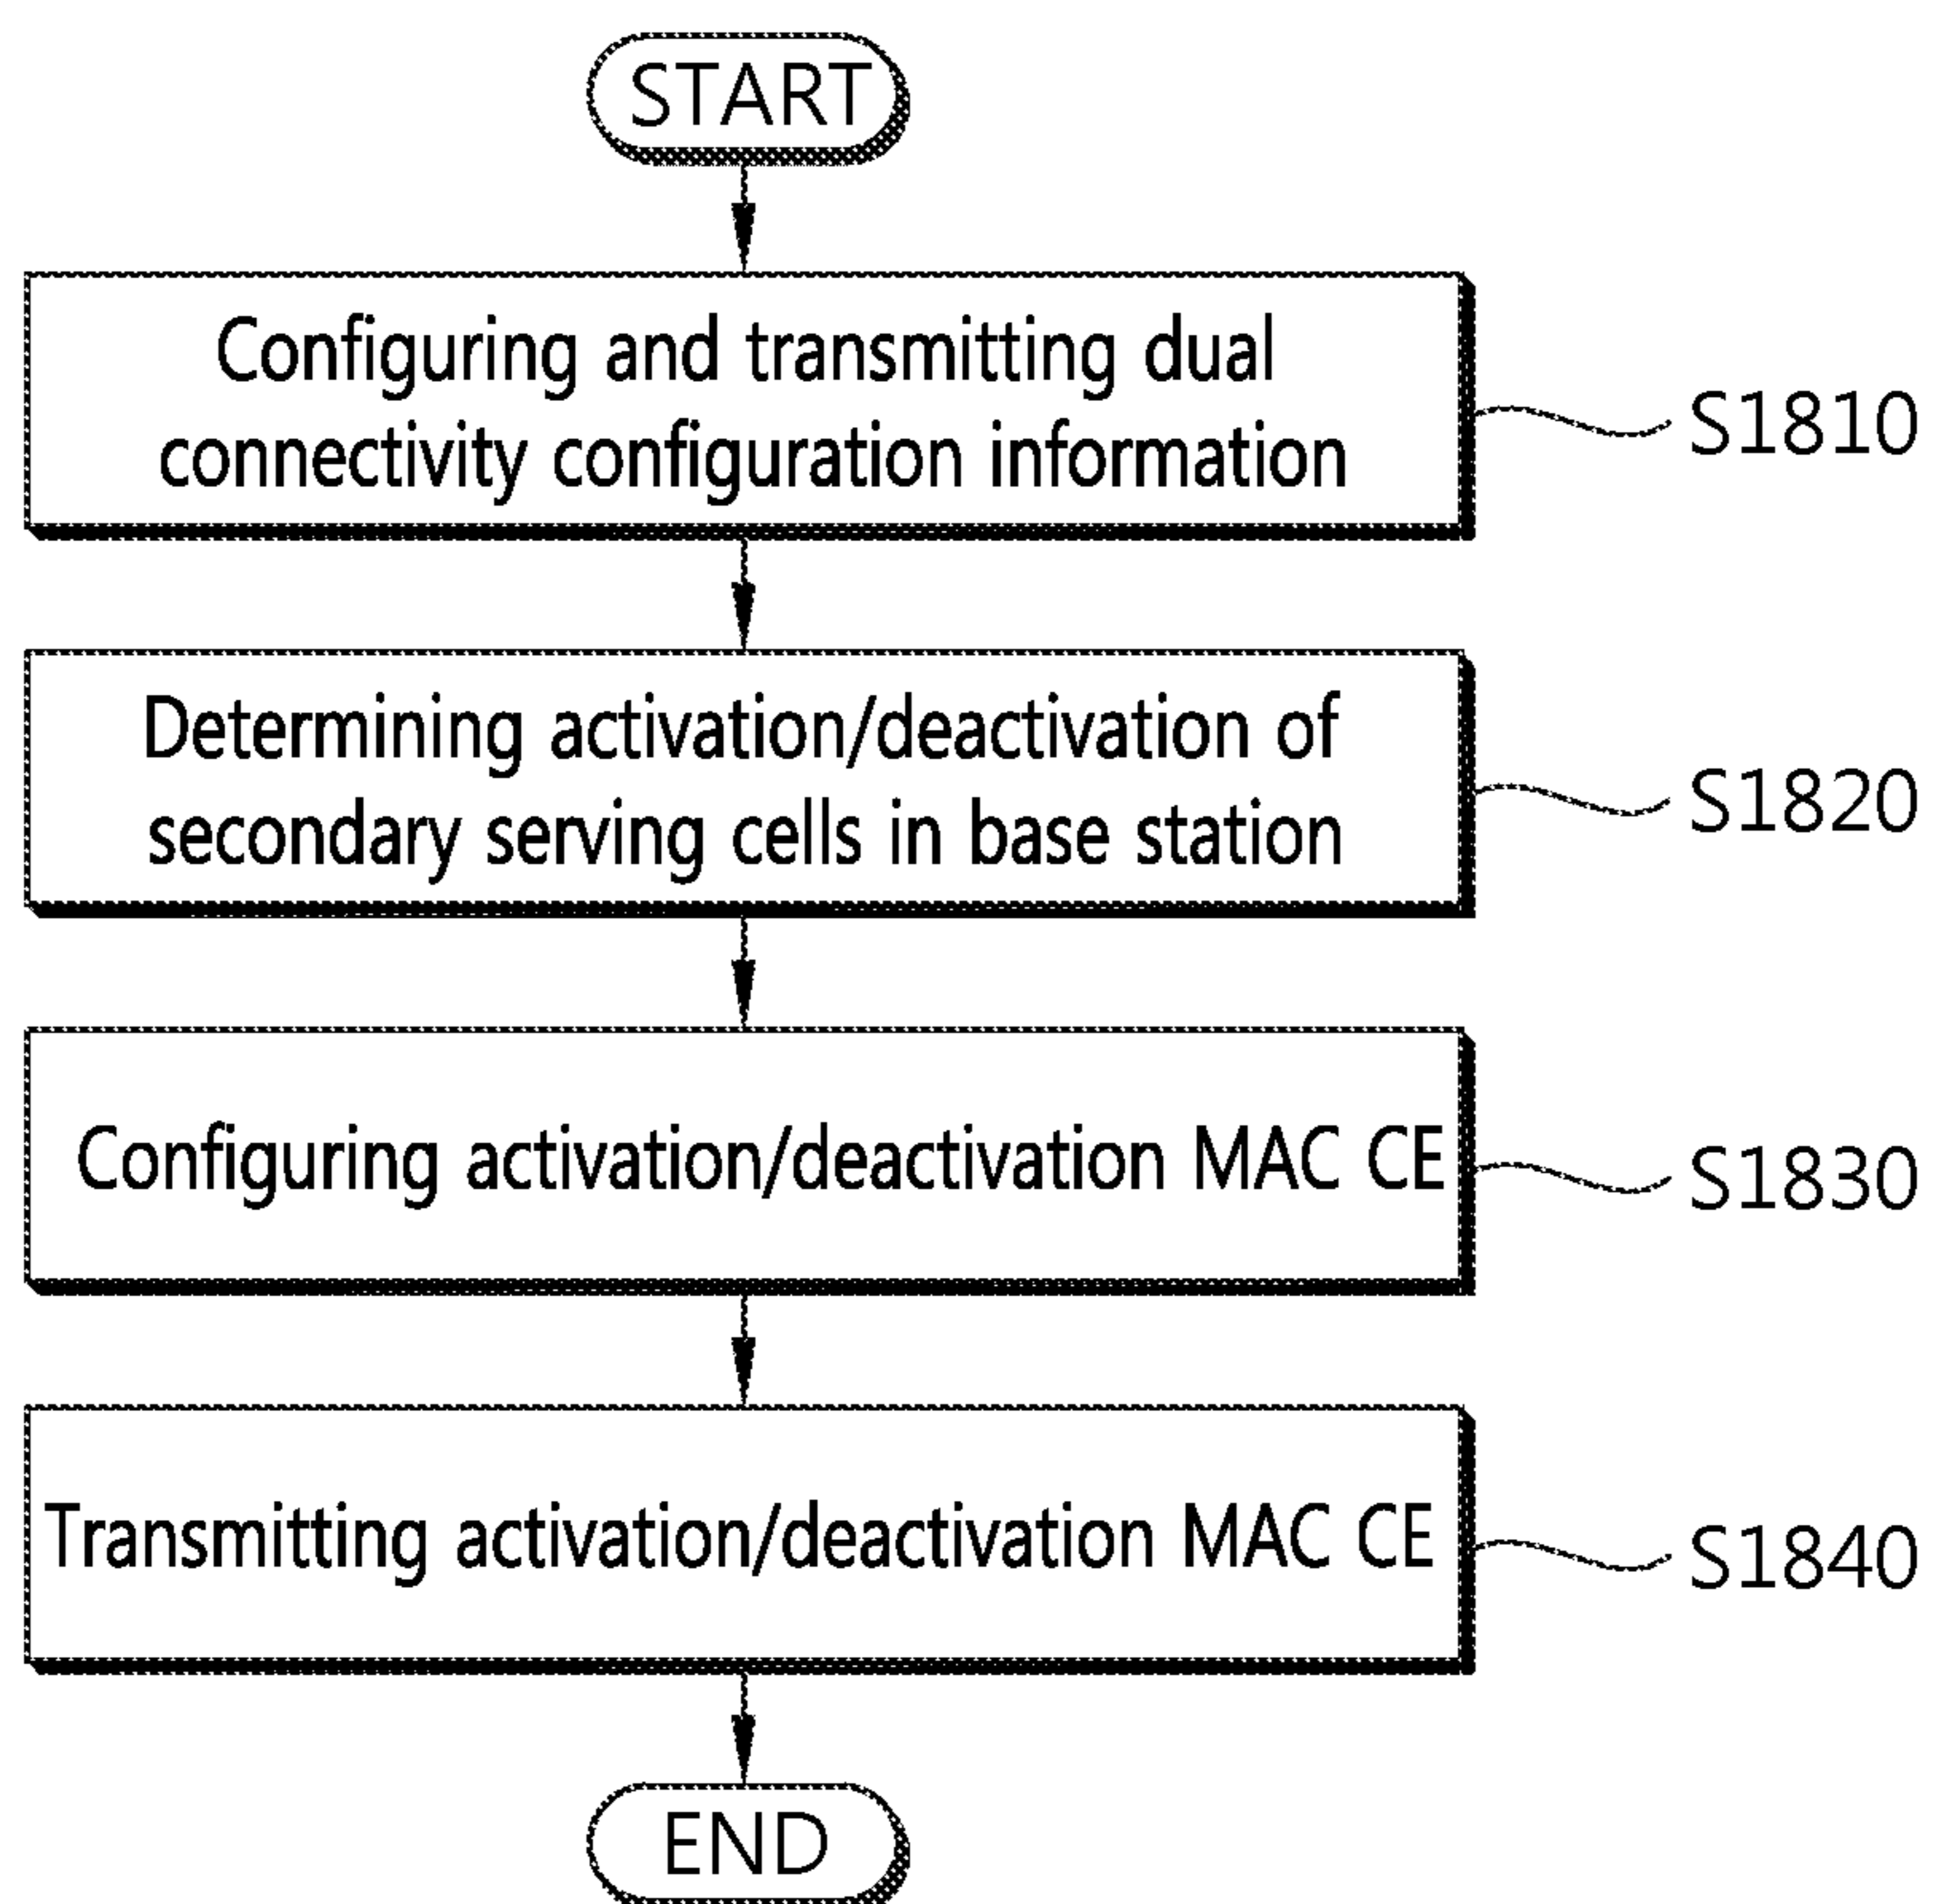 START
Configuring and transmitting dual
connectivity configuration information
S1810
Determining activation/deactivation of
secondary serving cells in base station
S1820
Configuring activation/deactivation MAC CE
S1830
Transmitting activation/deactivation MAC CE
S1840
END